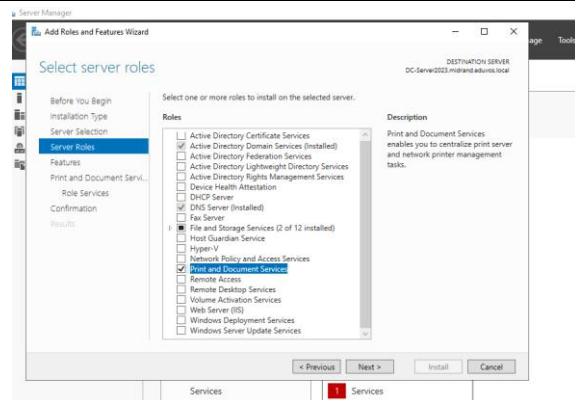 Server Manager
Add Roles and Features Wizard
age Tools
Select server roles
DESTINATION SERVER
DC-Server2023.midrand.aduvos.local
Before You Begin
Installation Type
Server Selection
Server Roles
Features
Print and Document Servi...
Role Services
Confirmation
Results
Select one or more roles to install on the selected server.
Roles
Active Directory Certificate Services
Active Directory Domain Services (Installed)
Active Directory Federation Services
Active Directory Lightweight Directory Services
Active Directory Rights Management Services
Device Health Attestation
DHCP Server
DNS Server (Installed)
Fax Server
File and Storage Services (2 of 12 installed)
Host Guardian Service
Hyper-V
Network Policy and Access Services
Print and Document Services
Remote Access
Remote Desktop Services
Volume Activation Services
Web Server (IIS)
Windows Deployment Services
Windows Server Update Services
Description
Print and Document Services
enables you to centralize print server
and network printer management
tasks.
< Previous Next > Install Cancel
Services
1 Services